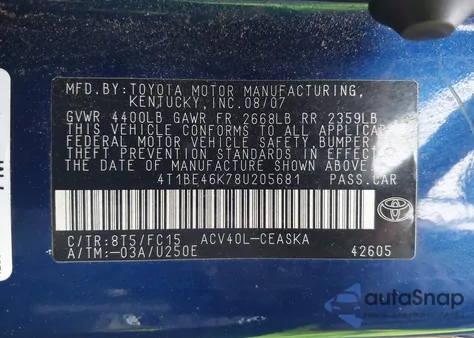 MFD.BY:TOYOTA MOTOR MANUFACTURING,
KENTUCKY,INC.08/07
GVWR 4400LB GAWR FR 2668LB RR 2359LB
THIS VEHICLE CONFORMS TO ALL APPLICABLE
FEDERAL MOTOR VEHICLE SAFETY,BUMPER,AND
THEFT PREVENTION STANDARDS IN EFFECT ON
THE DATE OF MANUFACTURE SHOWN ABOVE.
4T1BE46K78U205681 PASS.CAR
C/TR:8T5/FC15 ACV40L-CEASKA
A/TM:-03A/U250E 42605
autoSnap